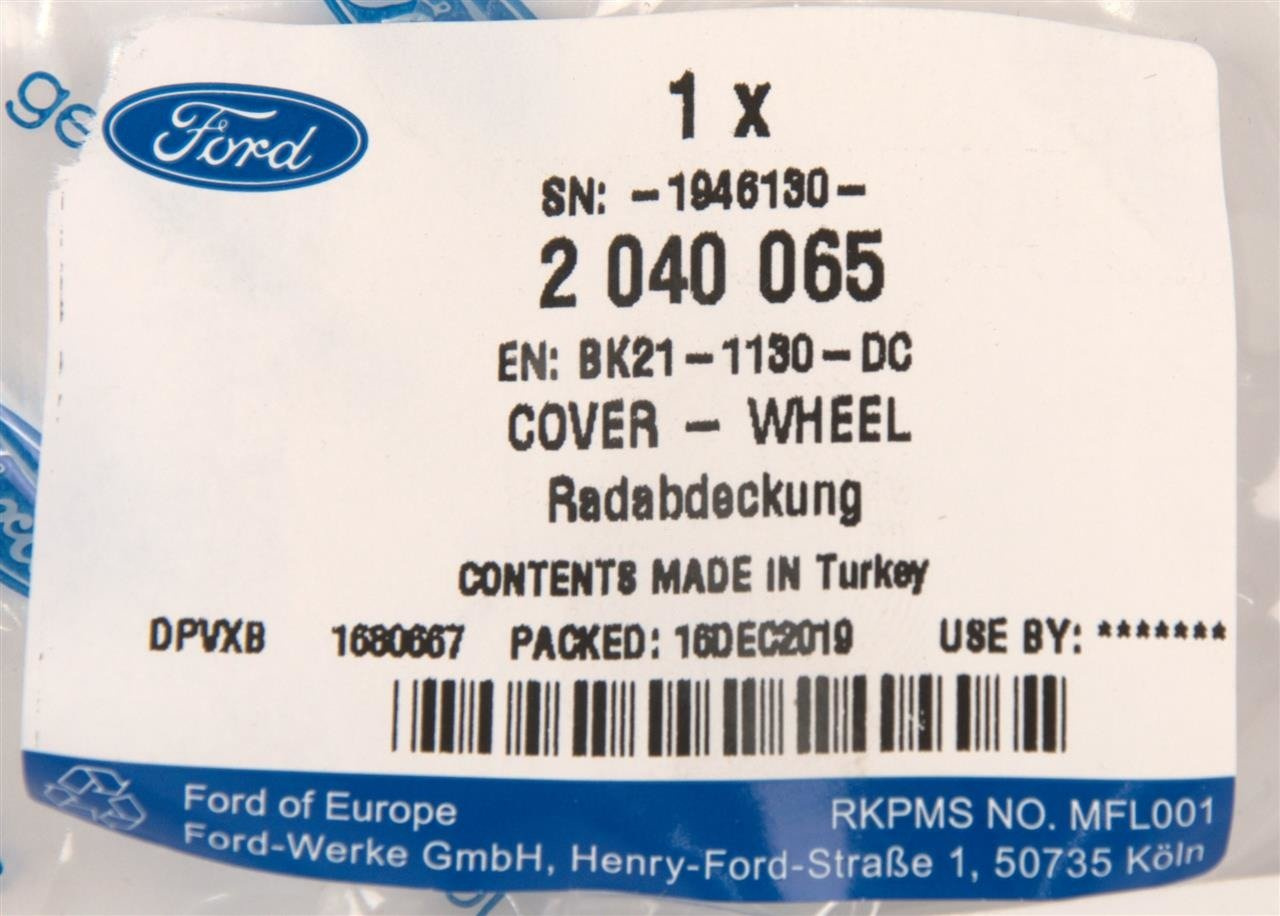 ge
Ford
1 x
SN: -1946130-
2 040 065
EN: BK21-1130-DC
COVER - WHEEL
Radabdeckung
CONTENTS MADE IN Turkey
DPVXB 1680667 PACKED: 16DEC2019 USE BY: *******
Ford of Europe RKPMS NO. MFL001
Ford-Werke GmbH, Henry-Ford-Straße 1, 50735 Köln